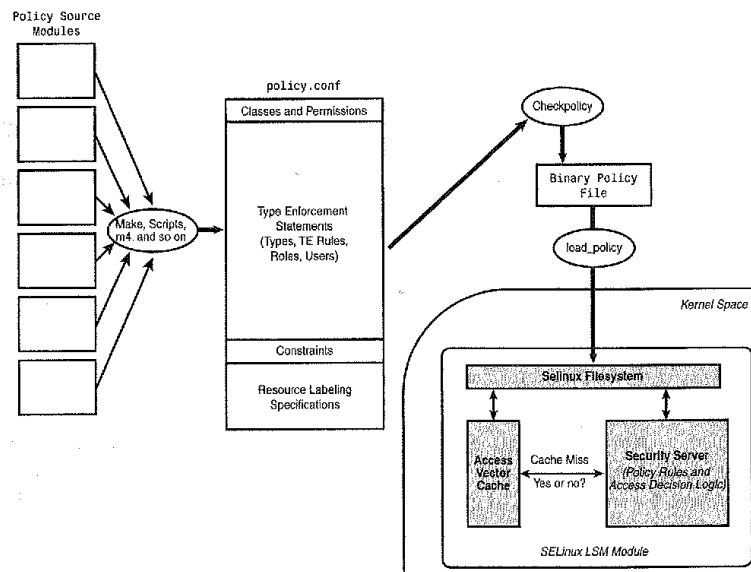 Policy Source
Modules
policy.conf
Classes and Permissions
Type Enforcement
Statements
(Types, TE Rules,
Roles, Users)
Constraints
Resource Labeling
Specifications
Make, Scripts,
m4, and so on
Checkpolicy
Binary Policy
File
load_policy
Kernel Space
Selinux Filesystem
Access
Vector
Cache
Cache Miss
Yes or no?
Security Server
(Policy Rules and
Access Decision Logic)
SELinux LSM Module